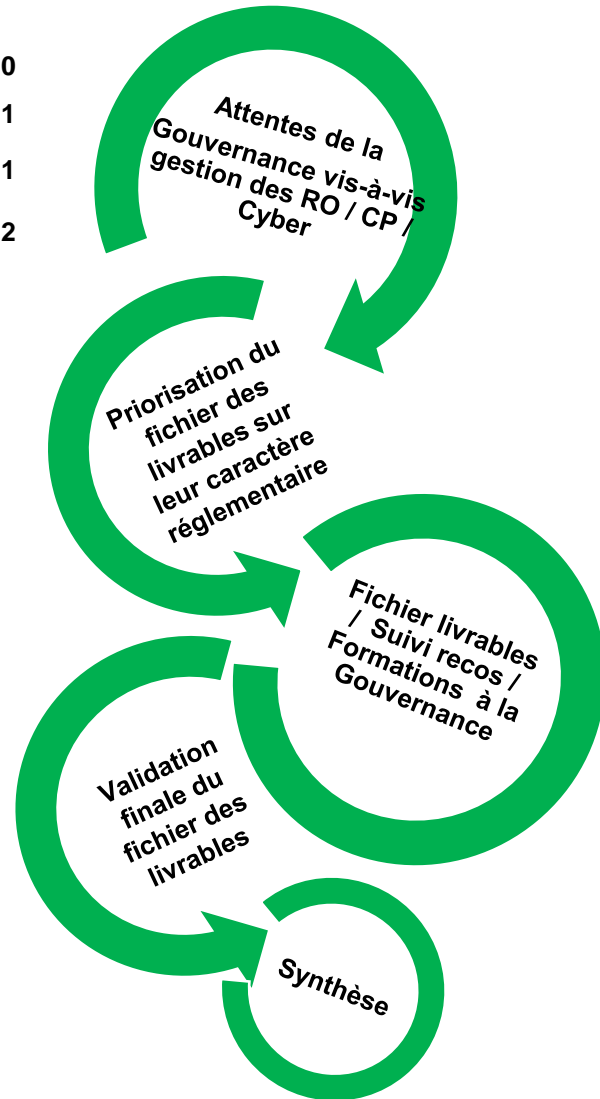 0
1
1
2
Attentes de la
Gouvernance vis-à-vis
gestion des RO / CP /
Cyber
Priorisation du
fichier des
livrables sur
leur caractère
réglementaire
Fichier livrables
/ Suivi recos /
Formations à la
Gouvernance
Validation
finale du
fichier des
livrables
Synthèse